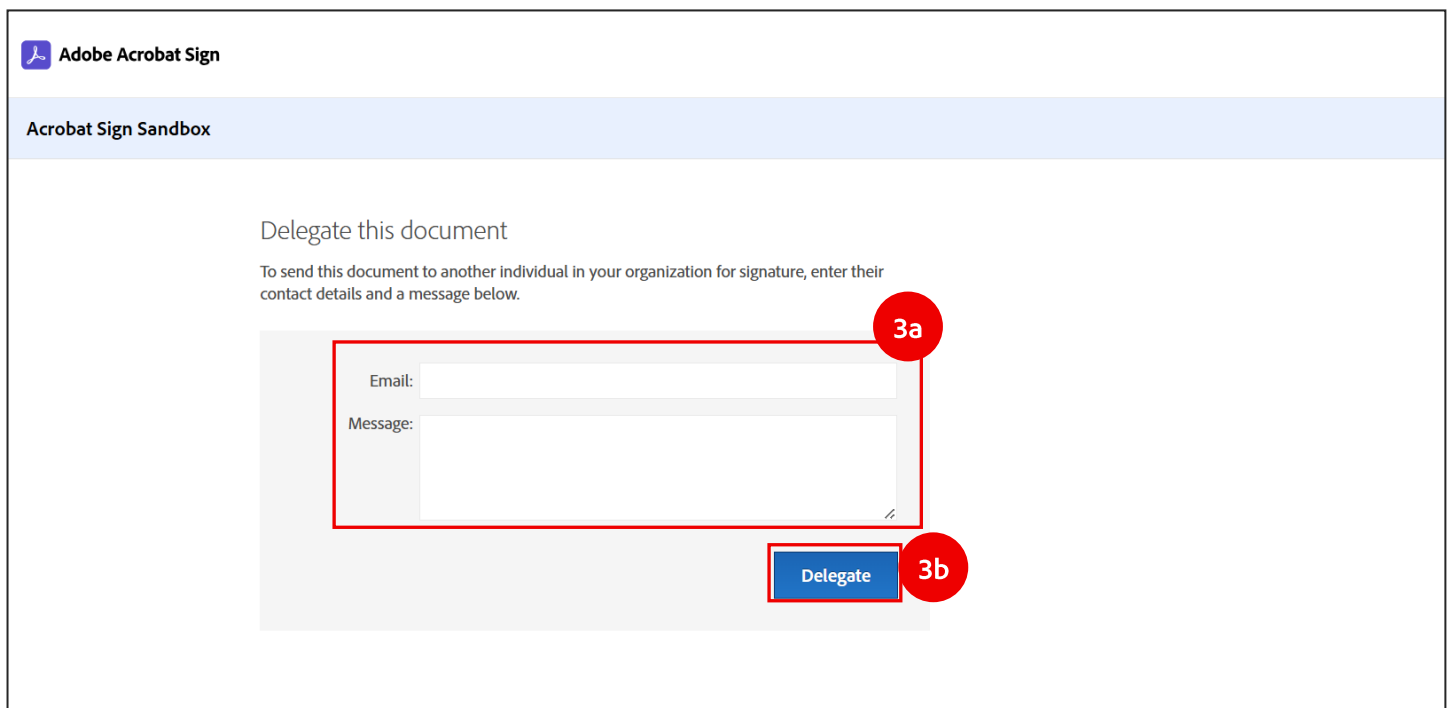 Adobe Acrobat Sign
Acrobat Sign Sandbox
Delegate this document
To send this document to another individual in your organization for signature, enter their
contact details and a message below.
3a
Email:
Message:
Delegate
3b